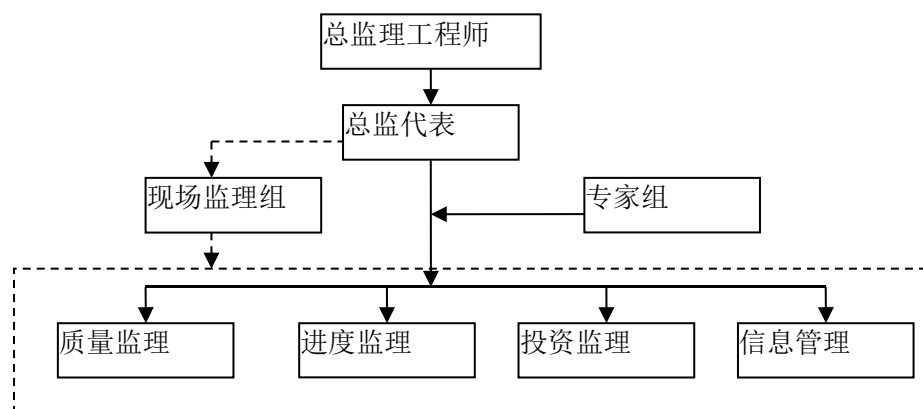 总监理工程师
总监代表
现场监理组
专家组
质量监理
进度监理
投资监理
信息管理